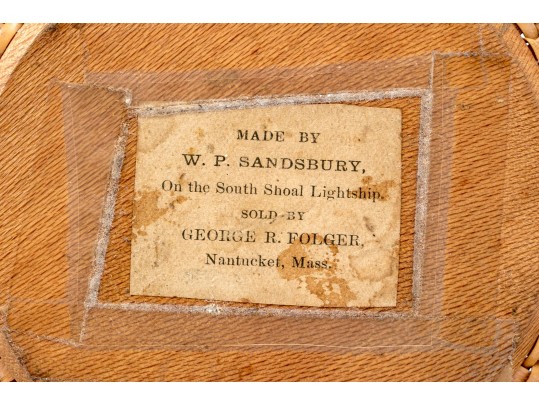 MADE BY
W. P. SANDSBURY,
On the South Shoal Lightship.
SOLD BY
GEORGE R. FOLGER,
Nantucket, Mass.